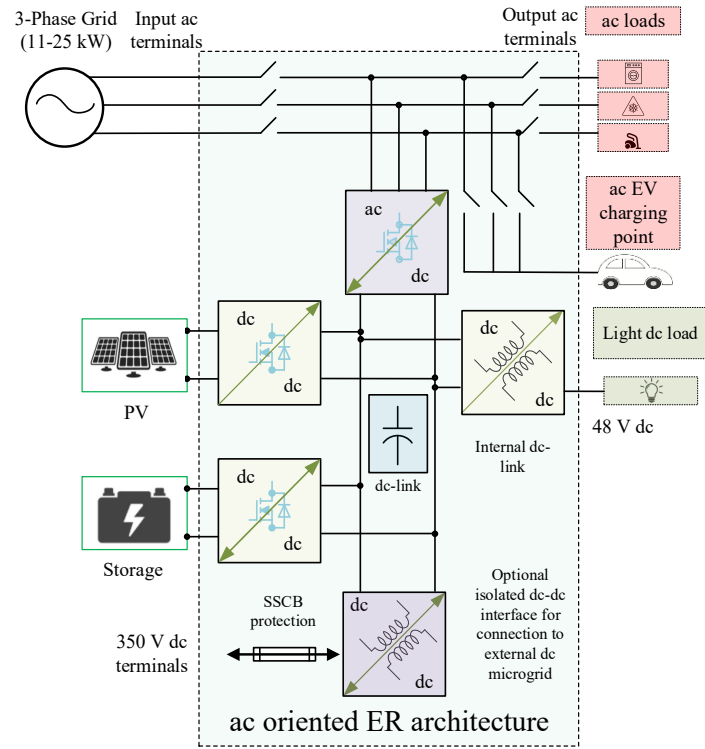 3-Phase Grid
(11-25 kW)
Input ac
terminals
Output ac
terminals
ac loads
ac EV
charging
point
ac
dc
dc
dc
PV
dc
dc
Light dc load
48 V dc
Internal dc-
link
dc-link
dc
dc
Storage
SSCB
protection
350 V dc
terminals
dc
dc
Optional
isolated dc-dc
interface for
connection to
external dc
microgrid
ac oriented ER architecture